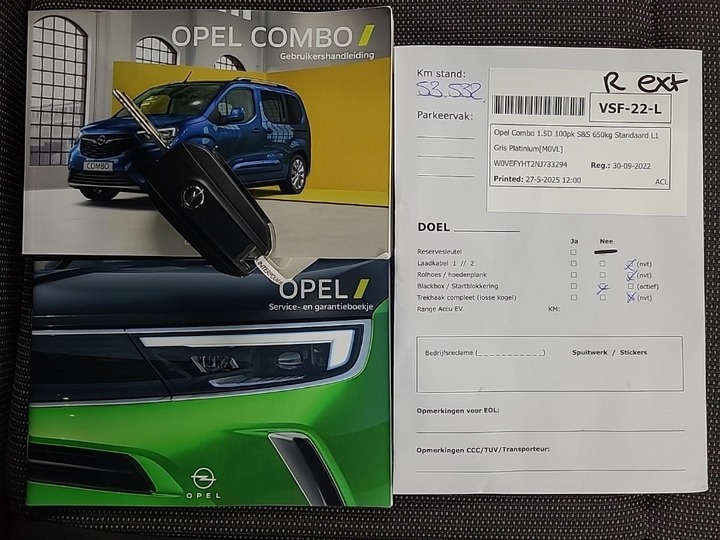 OPEL COMBO
Gebruikershandleiding
COMBO
OPEL
Service- en garantieboekje
OPEL
Km stand:
53.532.
Parkeervak:
R ext
VSF-22-L
Opel Combo 1.5D 100pk S&S 650kg Standaard L1
Gris Platinium[M0VL]
W0VEFYHT2NJ733294 Reg.: 30-09-2022
Printed: 27-5-2025 12:00 ACL
DOEL
Ja Nee
Reservesleutel
Laadkabel 1 // 2 (nvt)
Rolhoes / hoedenplank (nvt)
Blackbox / Startblokkering (actief)
Trekhaak compleet (losse kogel) (nvt)
Range Accu EV. KM:
Bedrijfsreclame (_ _ _ _ _ _ _ _ _ _ _) Spuitwerk / Stickers
Opmerkingen voor EOL:
Opmerkingen CCC/TUV/Transporteur: